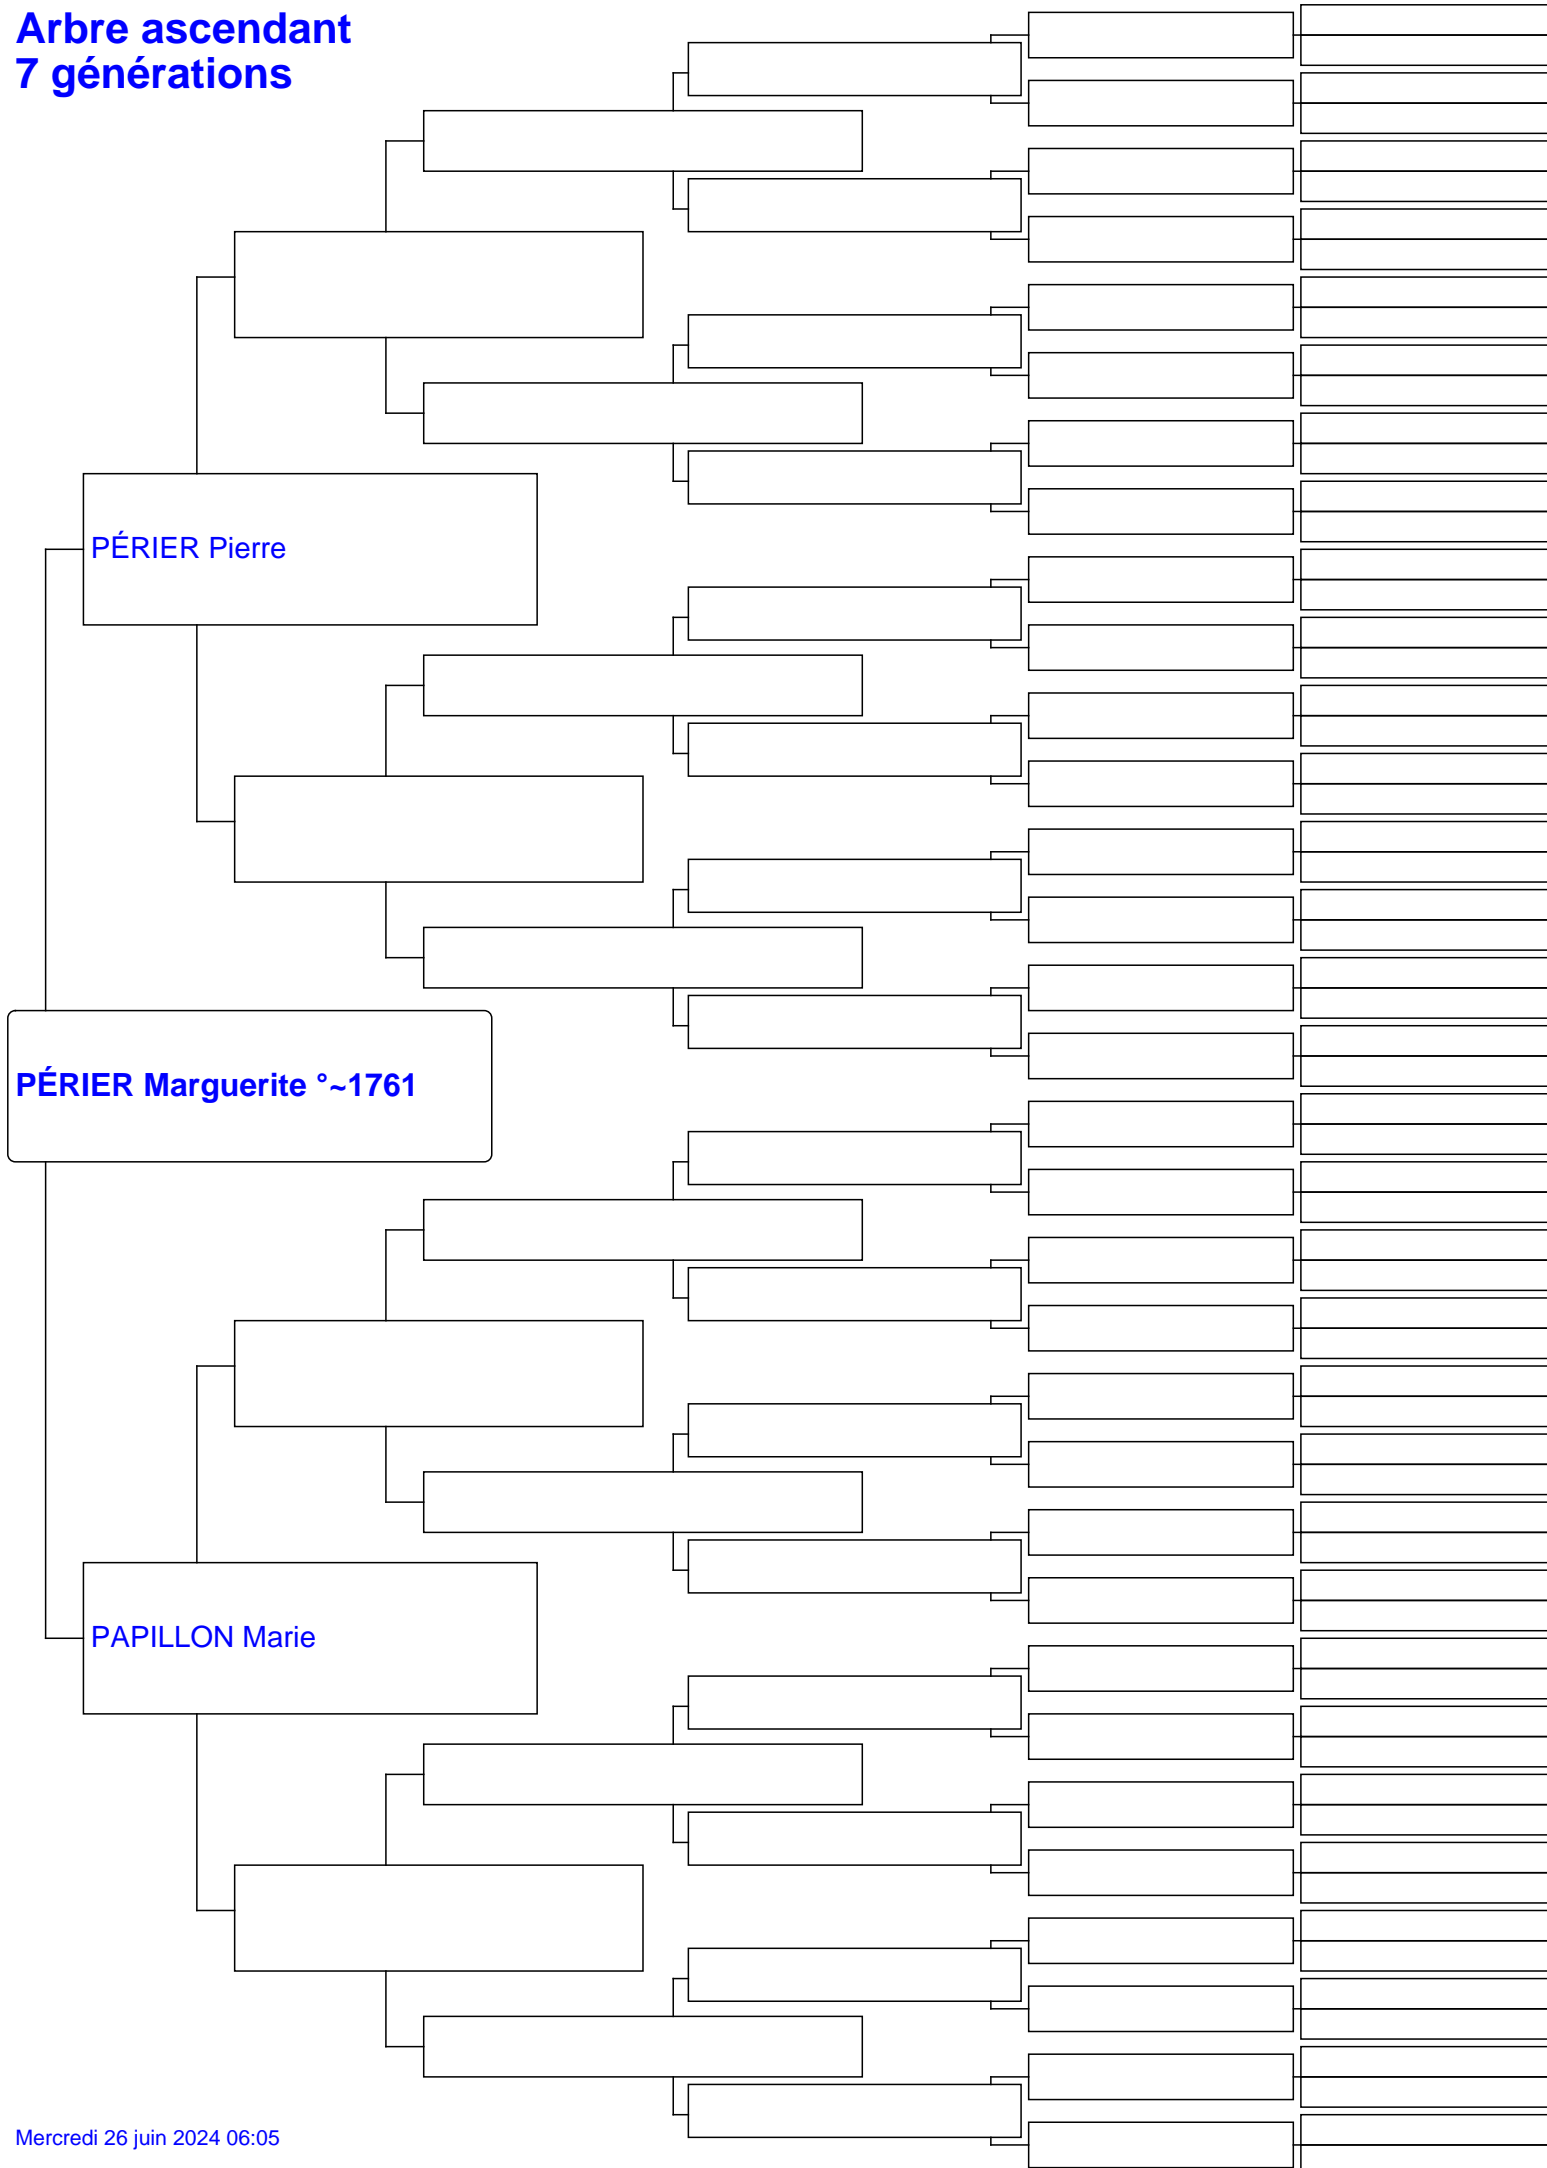 Arbre ascendant
7 générations
PÉRIER Pierre
PÉRIER Marguerite °~1761
PAPILLON Marie
Mercredi 26 juin 2024 06:05